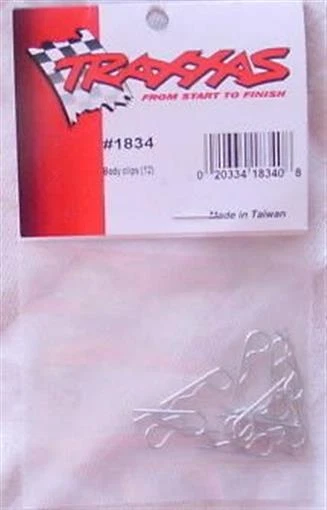 TRAXXAS
FROM START TO FINISH
#1834
Body clips (12)
0 20334 18340 8
Made in Taiwan